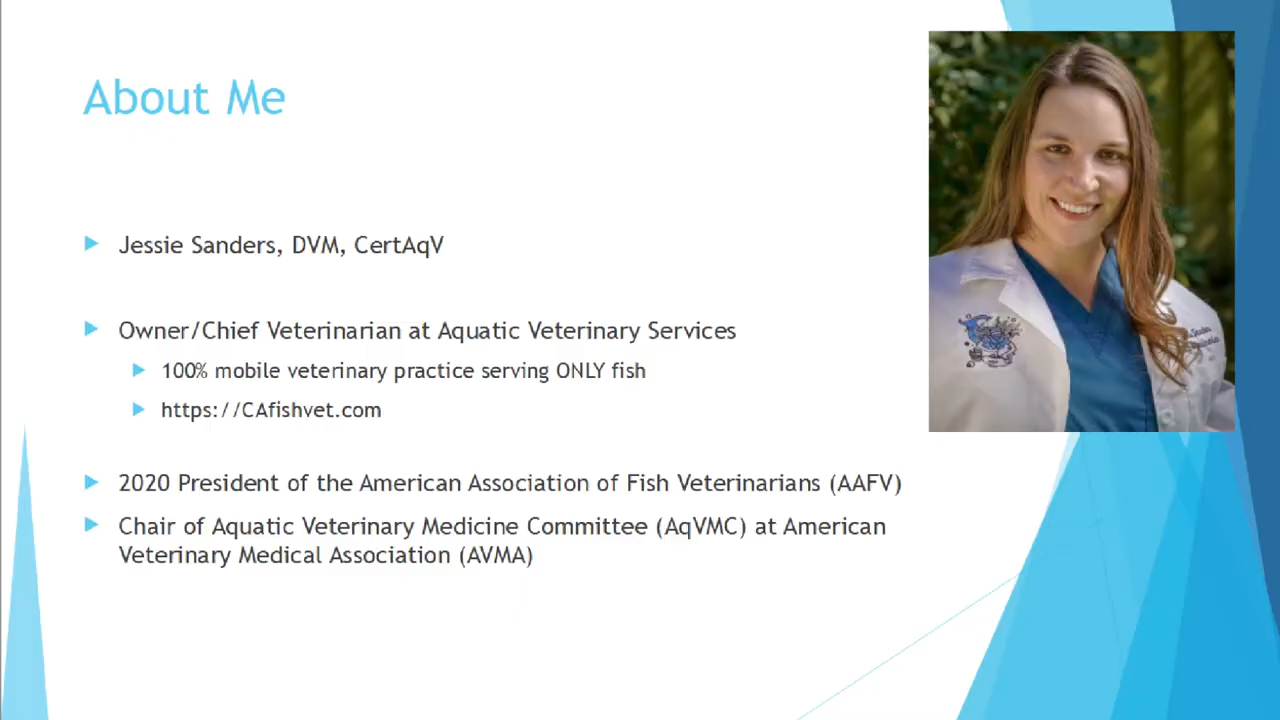 About Me
Jessie Sanders, DVM, CertAqV
Owner/Chief Veterinarian at Aquatic Veterinary Services
100% mobile veterinary practice serving ONLY fish
https://CAfishvet.com
2020 President of the American Association of Fish Veterinarians (AAFV)
Chair of Aquatic Veterinary Medicine Committee (AqVMC) at American
Veterinary Medical Association (AVMA)